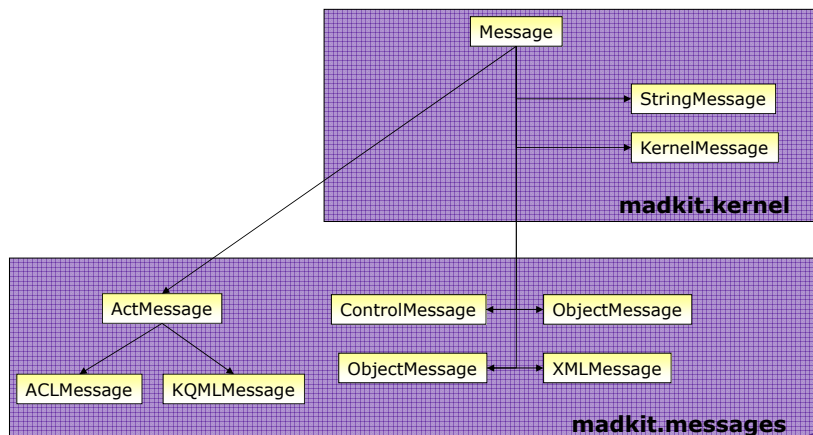 Message
StringMessage
KernelMessage
madkit.kernel
ActMessage
ControlMessage
ObjectMessage
ObjectMessage
XMLMessage
ACLMessage
KQMLMessage
madkit.messages